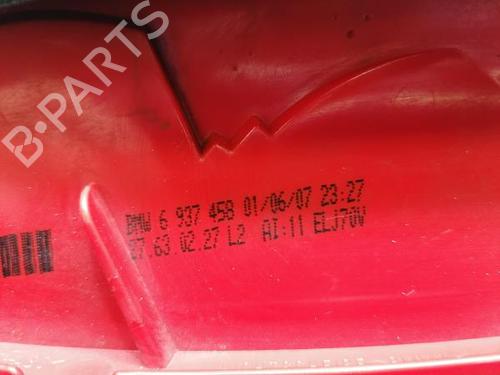 B-PARTS
BMW 6 937 458 01/06/07 23:27
27.63.02.27 L2 AI:11 ELJ70V